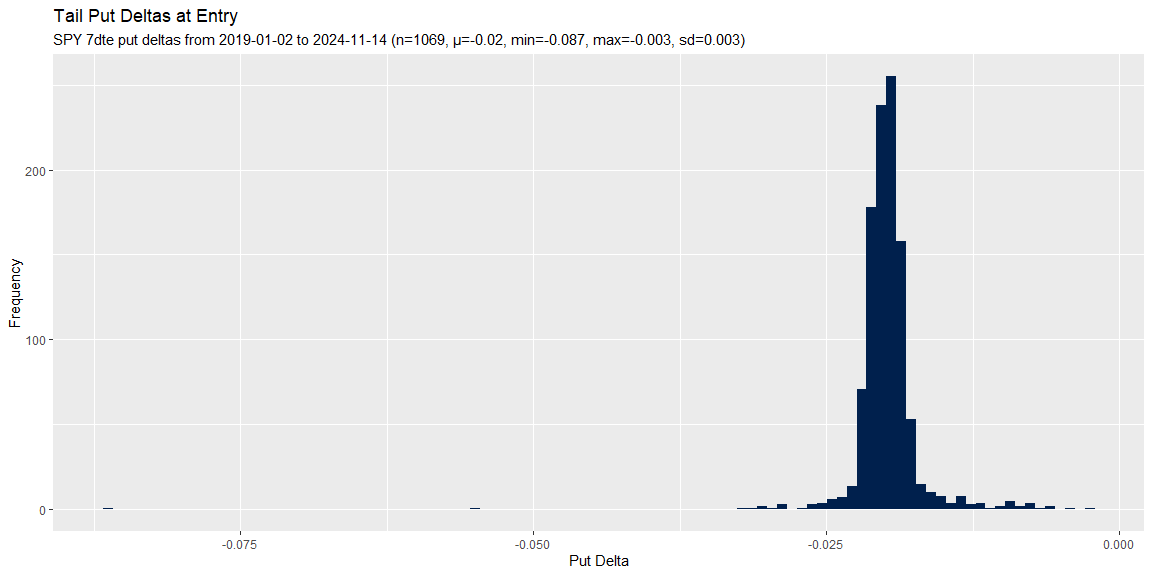 Tail Put Deltas at Entry
SPY 7dte put deltas from 2019-01-02 to 2024-11-14 (n=1069, µ=-0.02, min=-0.087, max=-0.003, sd=0.003)
200
100
0
Frequency
-0.075
-0.050
-0.025
0.000
Put Delta